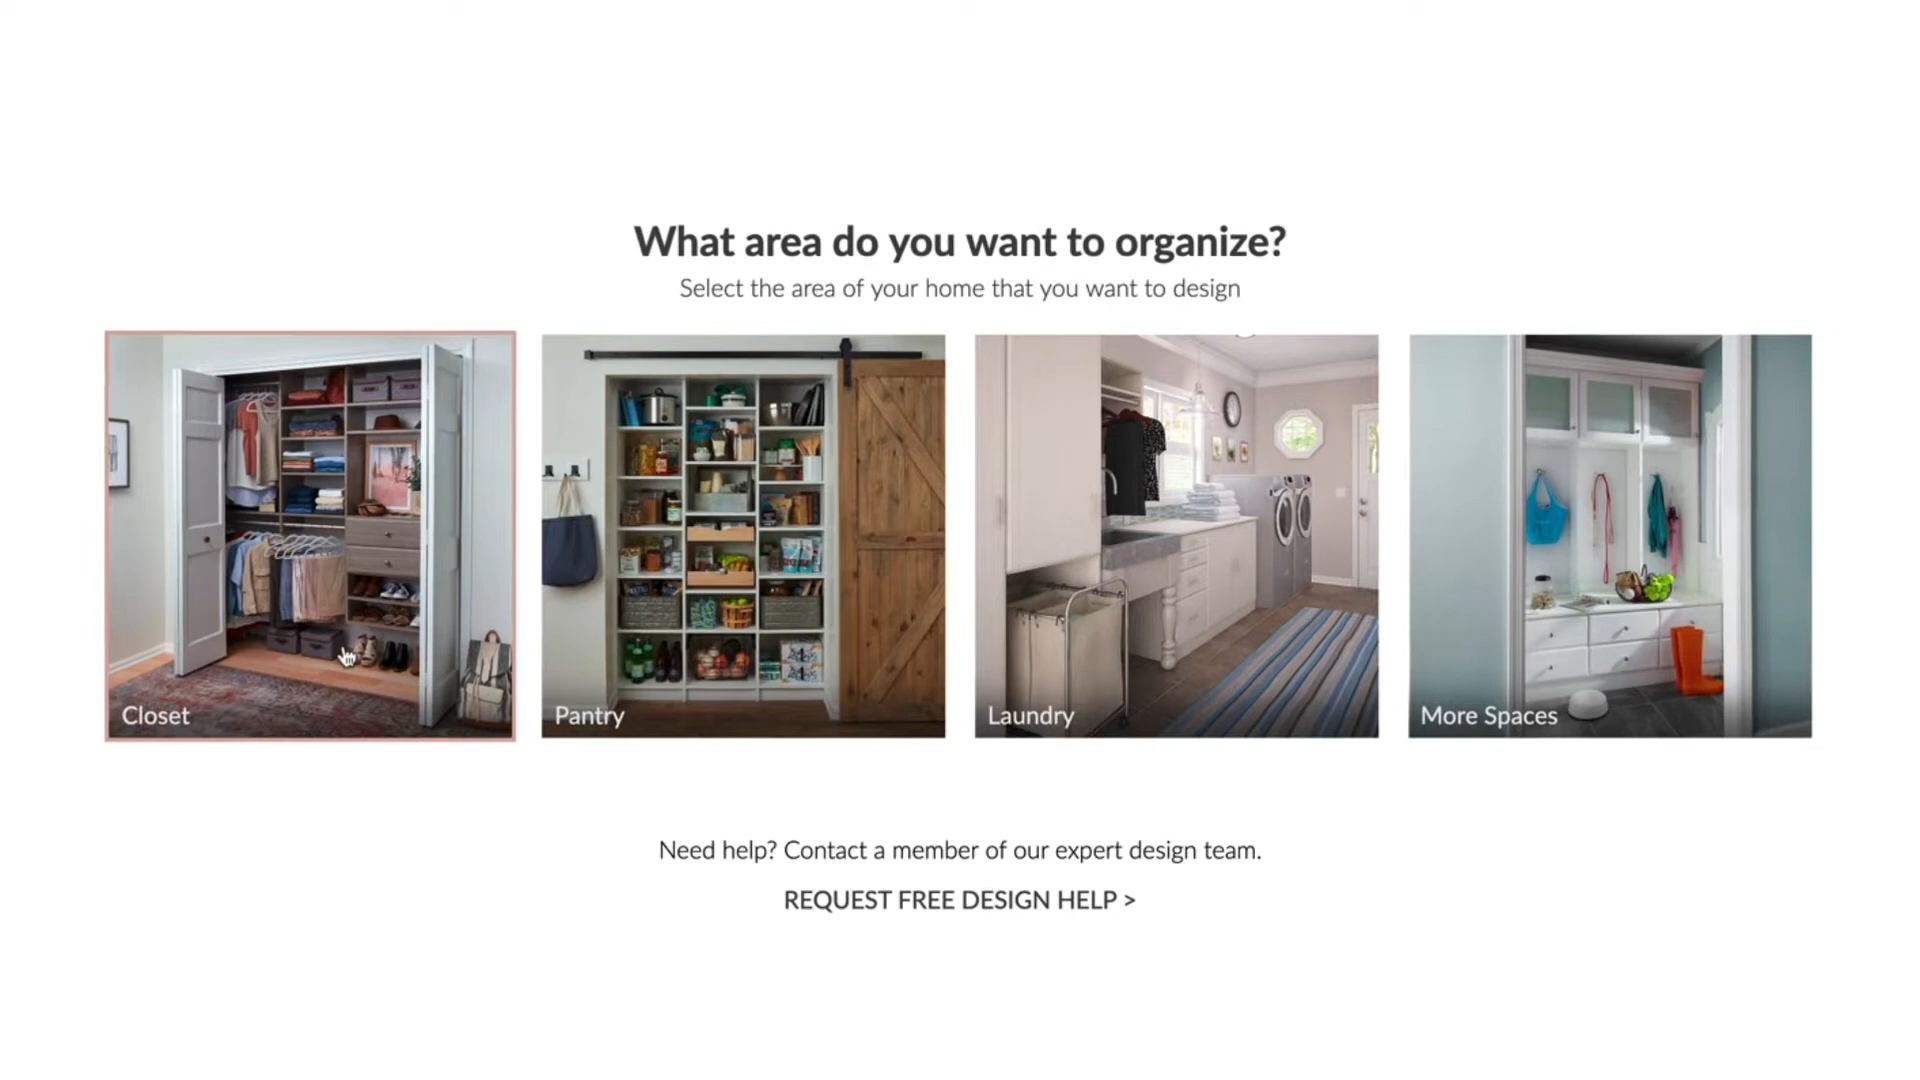 What area do you want to organize?
Select the area of your home that you want to design
Closet
Pantry
Laundry
More Spaces
Need help? Contact a member of our expert design team.
REQUEST FREE DESIGN HELP >